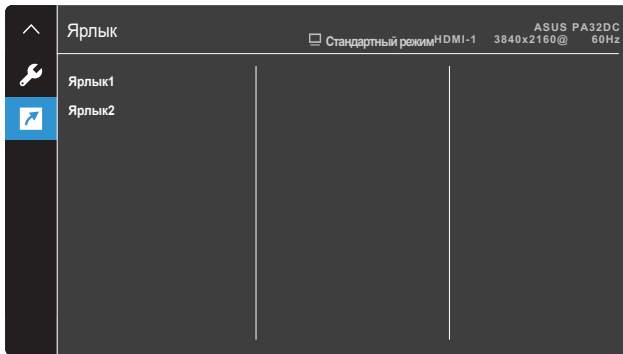 Ярлык
Стандартный режим HDMI-1
ASUS PA32DC
3840x2160@ 60Hz
Ярлык1
Ярлык2